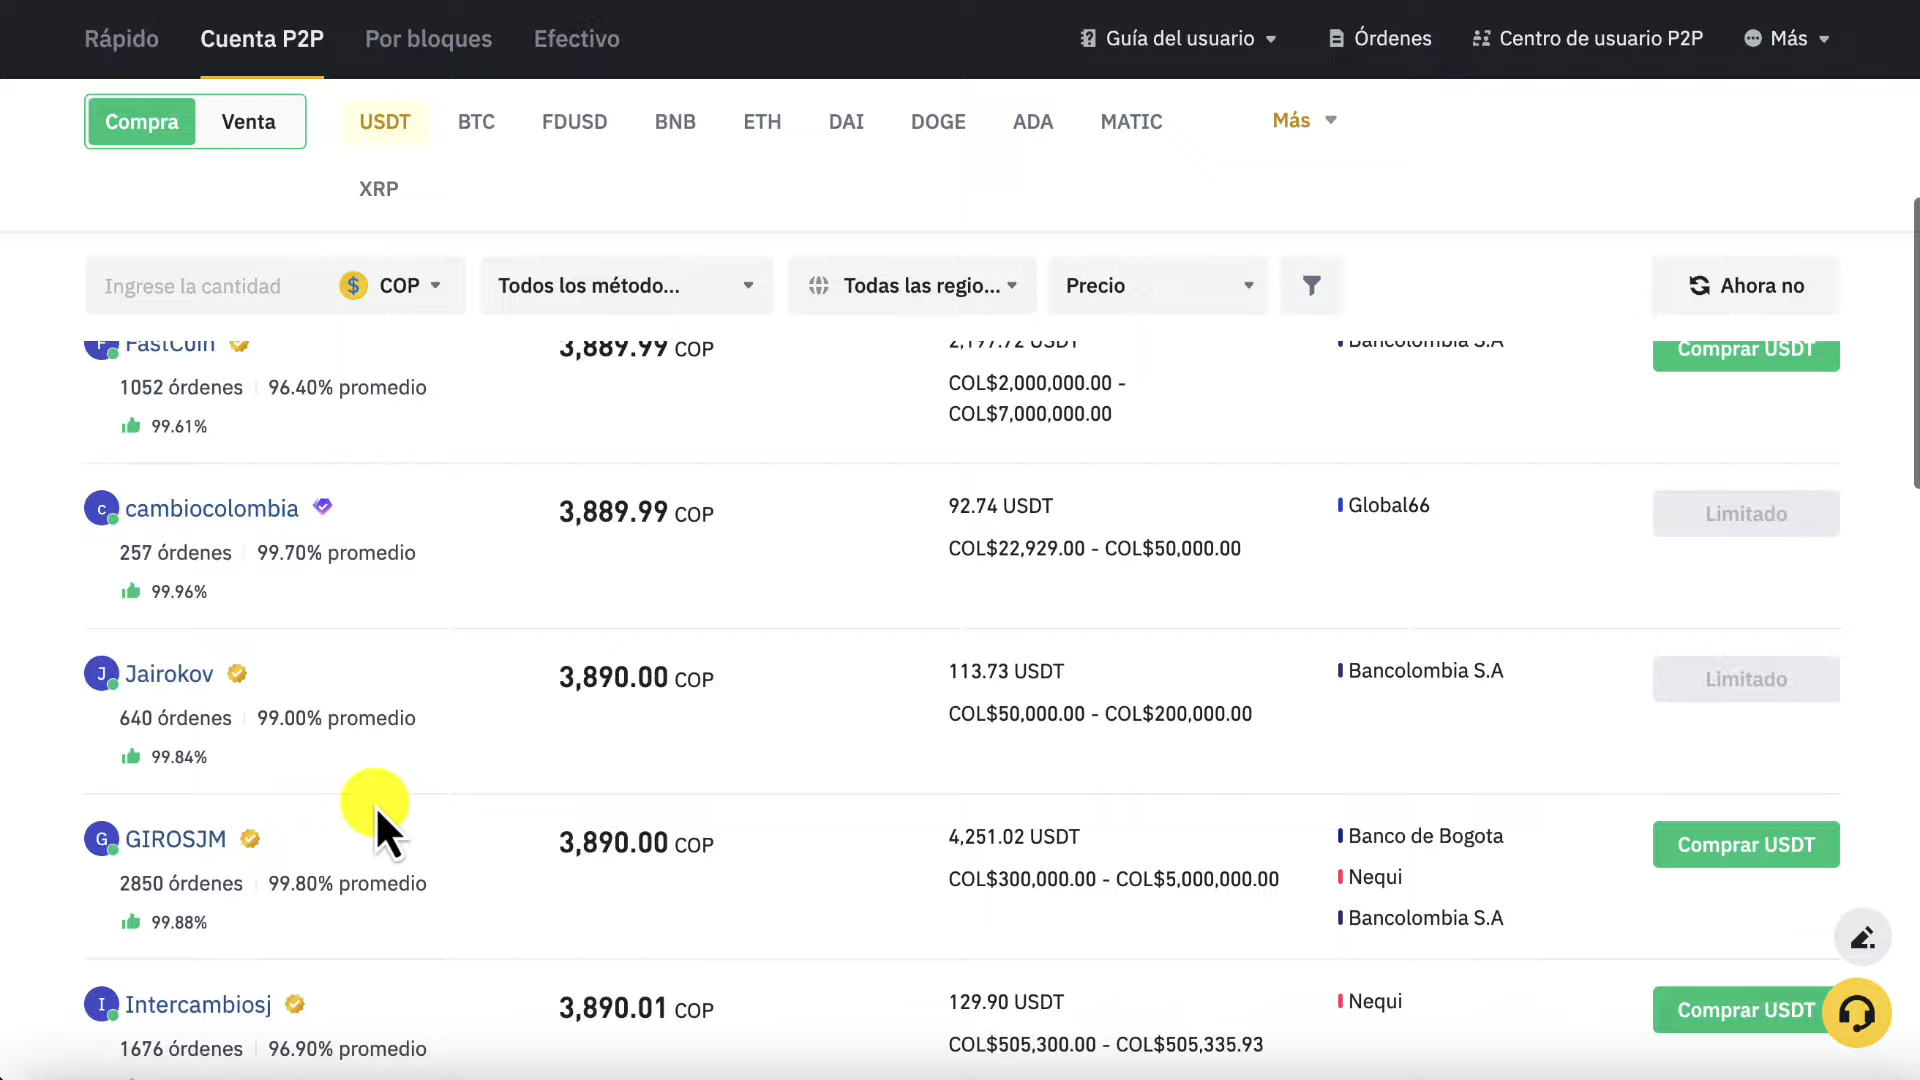 Rápido Cuenta P2P Por bloques Efectivo Guía del usuario Órdenes Centro de usuario P2P Más
Compra Venta USDT BTC FDUSD BNB ETH DAI DOGE ADA MATIC Más
XRP
Ingrese la cantidad $ COP Todos los método... Todas las regio... Precio Ahora no
F FastCoin 3,889.99 COP 2,197.72 USDT Bancolombia S.A Comprar USDT
1052 órdenes 96.40% promedio COL$2,000,000.00 -
COL$7,000,000.00
99.61%
c cambiocolombia 3,889.99 COP 92.74 USDT Global66 Limitado
257 órdenes 99.70% promedio COL$22,929.00 - COL$50,000.00
99.96%
J Jairokov 3,890.00 COP 113.73 USDT Bancolombia S.A Limitado
640 órdenes 99.00% promedio COL$50,000.00 - COL$200,000.00
99.84%
G GIROSJM 3,890.00 COP 4,251.02 USDT Banco de Bogota Comprar USDT
2850 órdenes 99.80% promedio COL$300,000.00 - COL$5,000,000.00 Nequi
99.88% Bancolombia S.A
I Intercambiosj 3,890.01 COP 129.90 USDT Nequi Comprar USDT
1676 órdenes 96.90% promedio COL$505,300.00 - COL$505,335.93